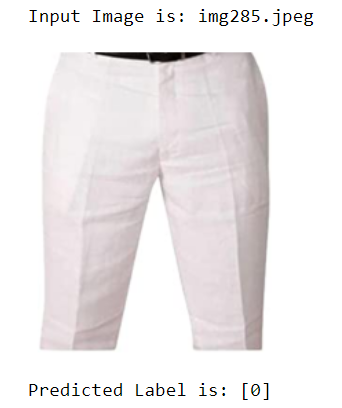 Input Image is: img285.jpeg
Predicted Label is: [0]